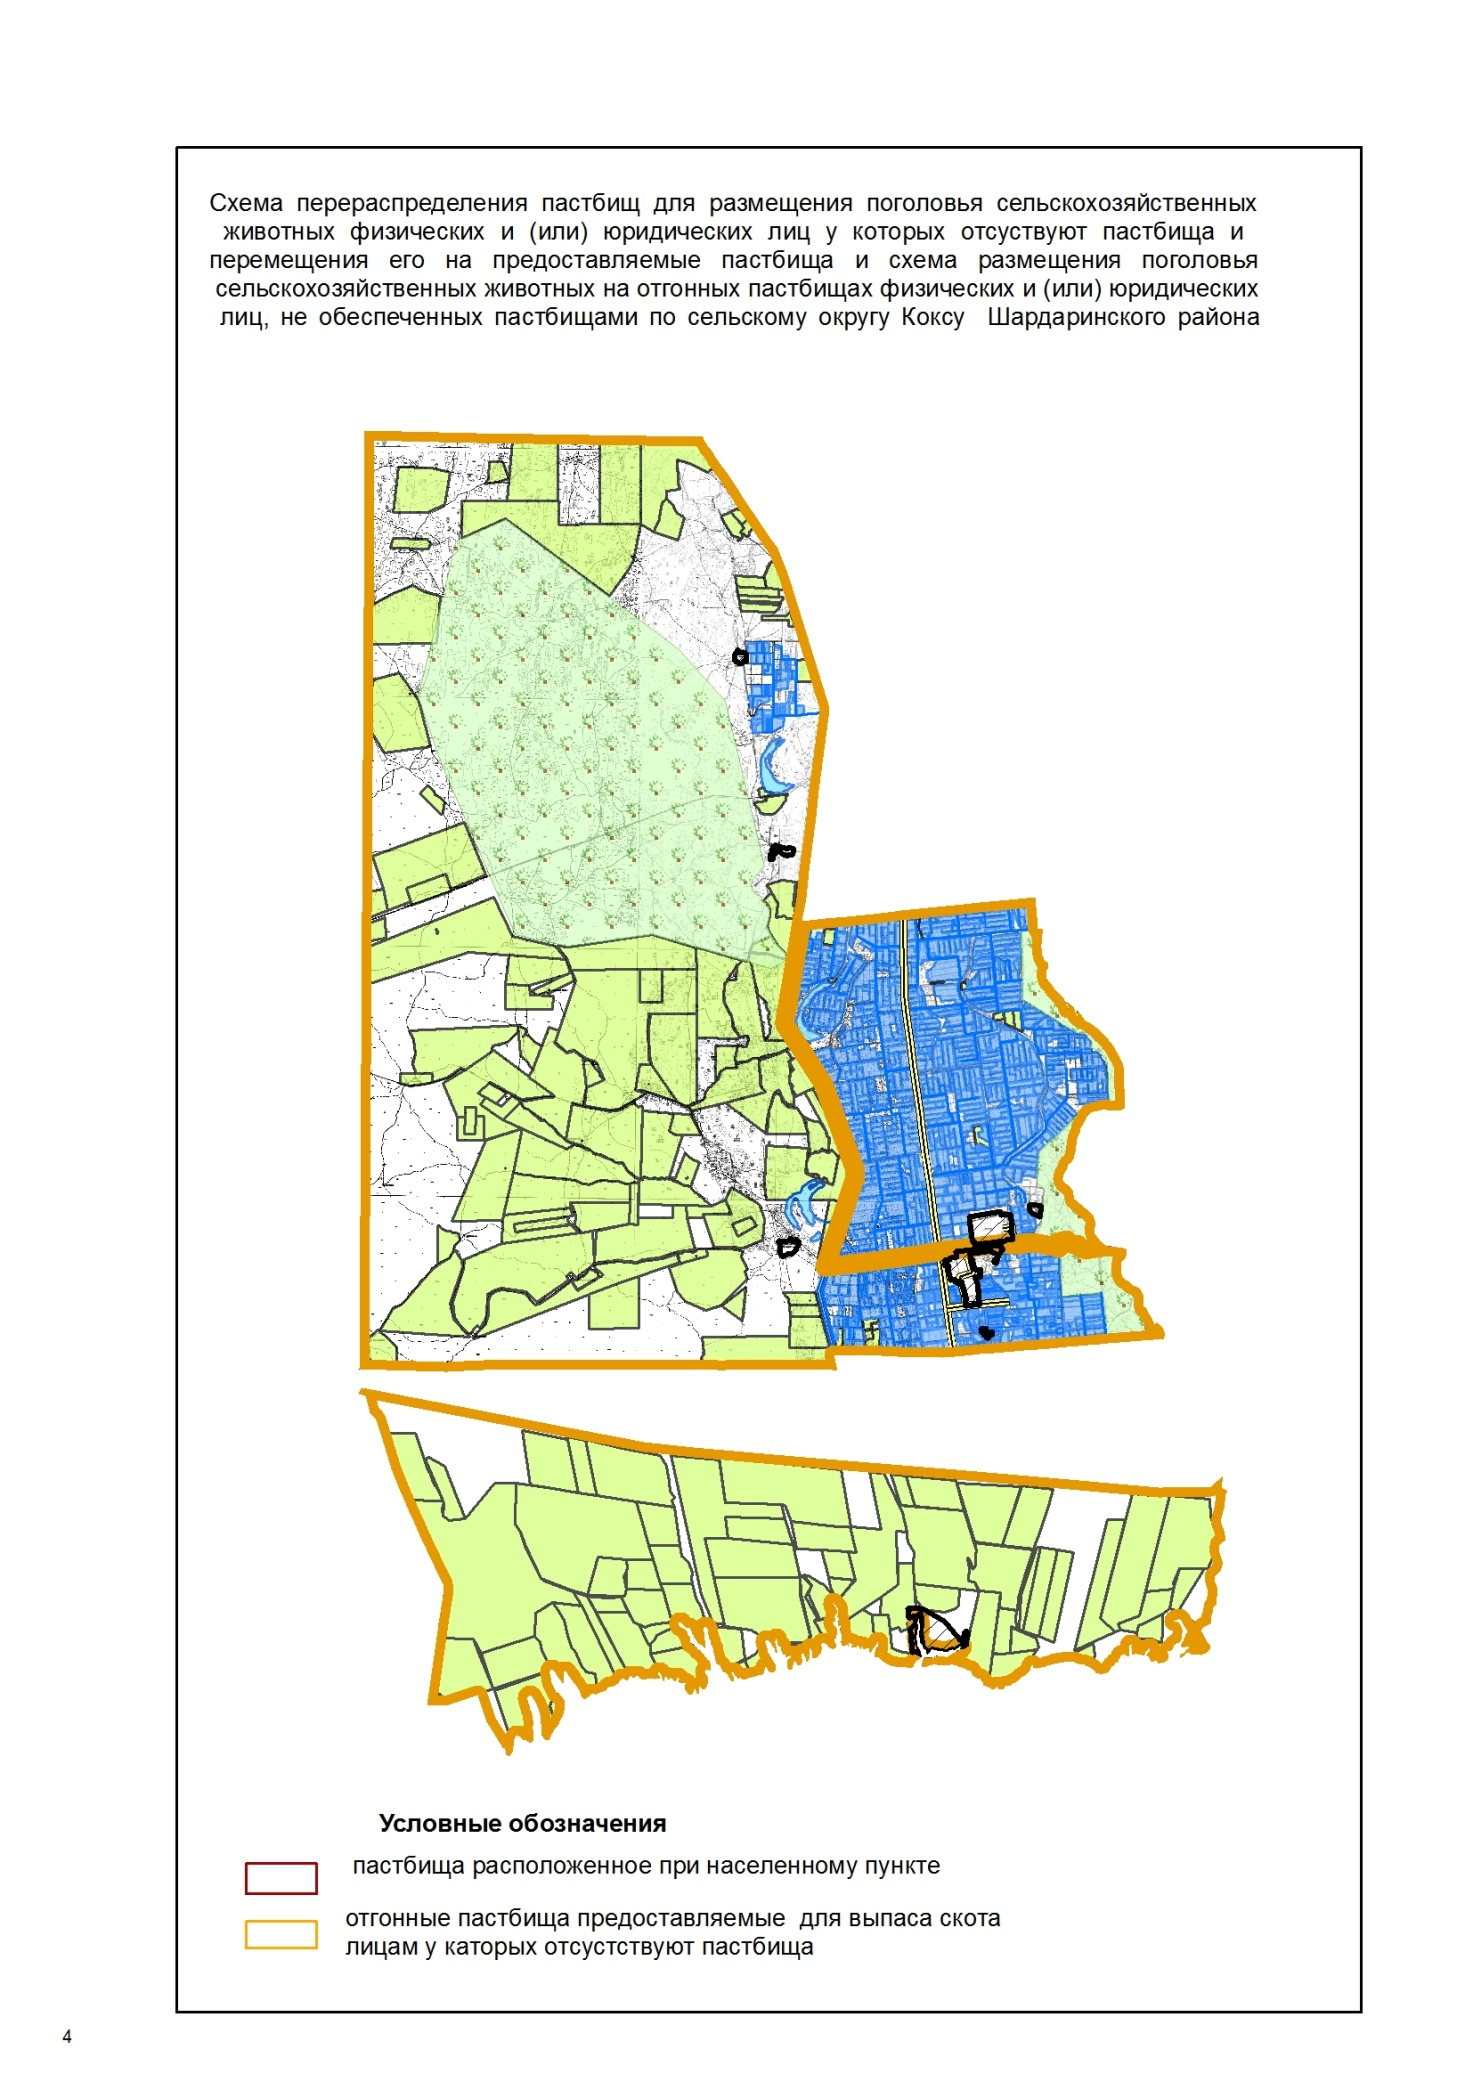 Схема перераспределения пастбищ для размещения поголовья сельскохозяйственных
животных физических и (или) юридических лиц у которых отсуствуют пастбища и
перемещения его на предоставляемые пастбища и схема размещения поголовья
сельскохозяйственных животных на отгонных пастбищах физических и (или) юридических
лиц, не обеспеченных пастбищами по сельскому округу Коксу Шардаринского района
Условные обозначения
пастбища расположенное при населенному пункте
отгонные пастбища предоставляемые для выпаса скота
лицам у каторых отсустствуют пастбища
4